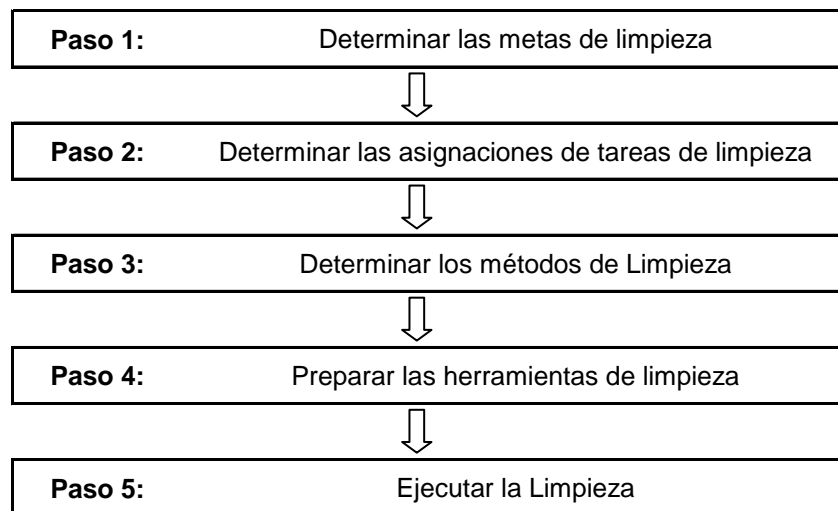 Paso 1: Determinar las metas de limpieza
Paso 2: Determinar las asignaciones de tareas de limpieza
Paso 3: Determinar los métodos de Limpieza
Paso 4: Preparar las herramientas de limpieza
Paso 5: Ejecutar la Limpieza